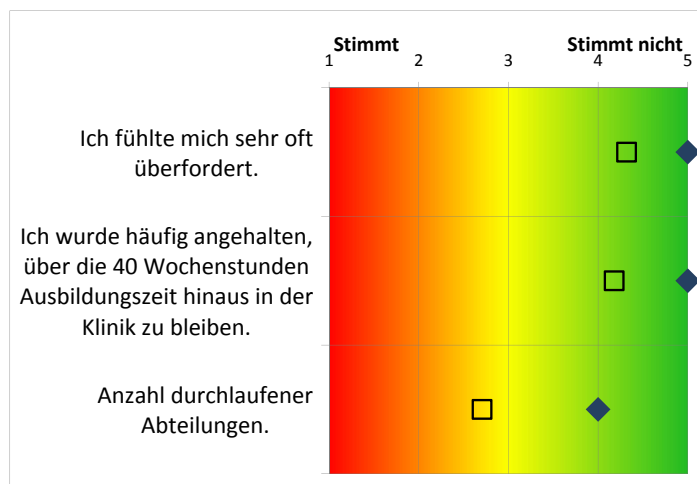 Stimmt Stimmt nicht
1 2 3 4 5
Ich fühlte mich sehr oft
überfordert.
Ich wurde häufig angehalten,
über die 40 Wochenstunden
Ausbildungszeit hinaus in der
Klinik zu bleiben.
Anzahl durchlaufener
Abteilungen.